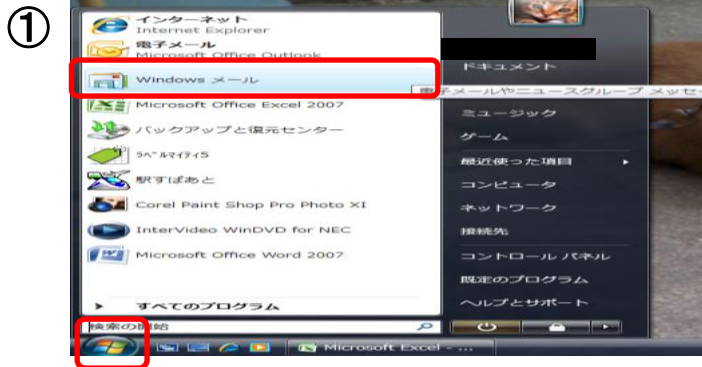 ①
インターネット
Internet Explorer
電子メール
Microsoft Office Outlook
Windows メール
Microsoft Office Excel 2007
バックアップと復元センター
ﾗﾍﾞﾙﾏｲﾃｨ5
駅すぱあと
Corel Paint Shop Pro Photo XI
InterVideo WinDVD for NEC
Microsoft Office Word 2007
すべてのプログラム
検索の開始
ドキュメント
電子メールやニュースグループ メッセー
ミュージック
ゲーム
最近使った項目
コンピュータ
ネットワーク
接続先
コントロール パネル
既定のプログラム
ヘルプとサポート
Microsoft Excel - ...